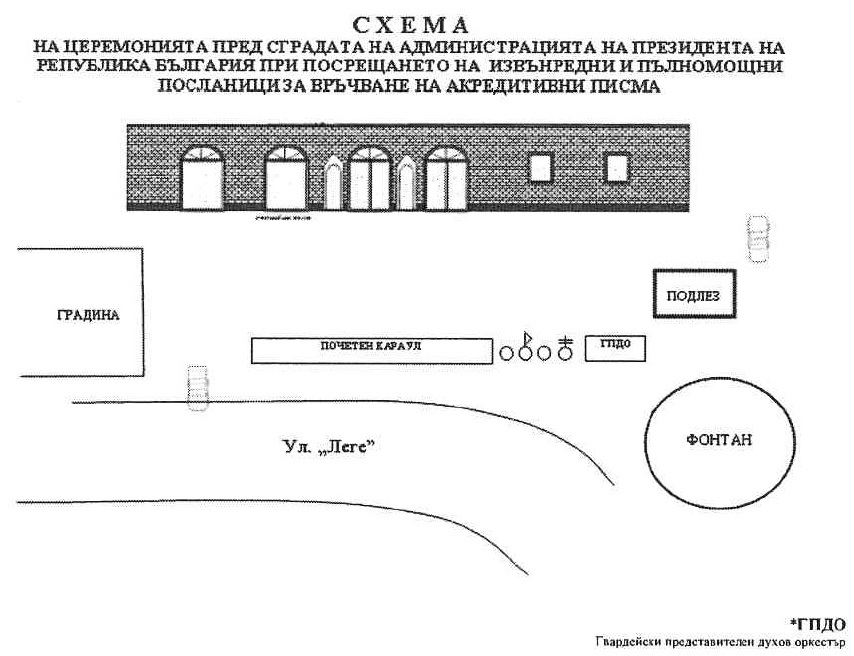 СХЕМА
НА ЦЕРЕМОНИЯТА ПРЕД СГРАДАТА НА АДМИНИСТРАЦИЯТА НА ПРЕЗИДЕНТА НА
РЕПУБЛИКА БЪЛГАРИЯ ПРИ ПОСРЕЩАНЕТО НА ИЗВЪНРЕДНИ И ПЪЛНОМОЩНИ
ПОСЛАНИЦИ ЗА ВРЪЧВАНЕ НА АКРЕДИТИВНИ ПИСМА
ПОДЛЕЗ
ГРАДИНА
ПОЧЕТЕН КАРАУЛ
ГПДО
Ул. „Леге”
ФОНТАН
*ГПДО
Гвардейски представителен духов оркестър